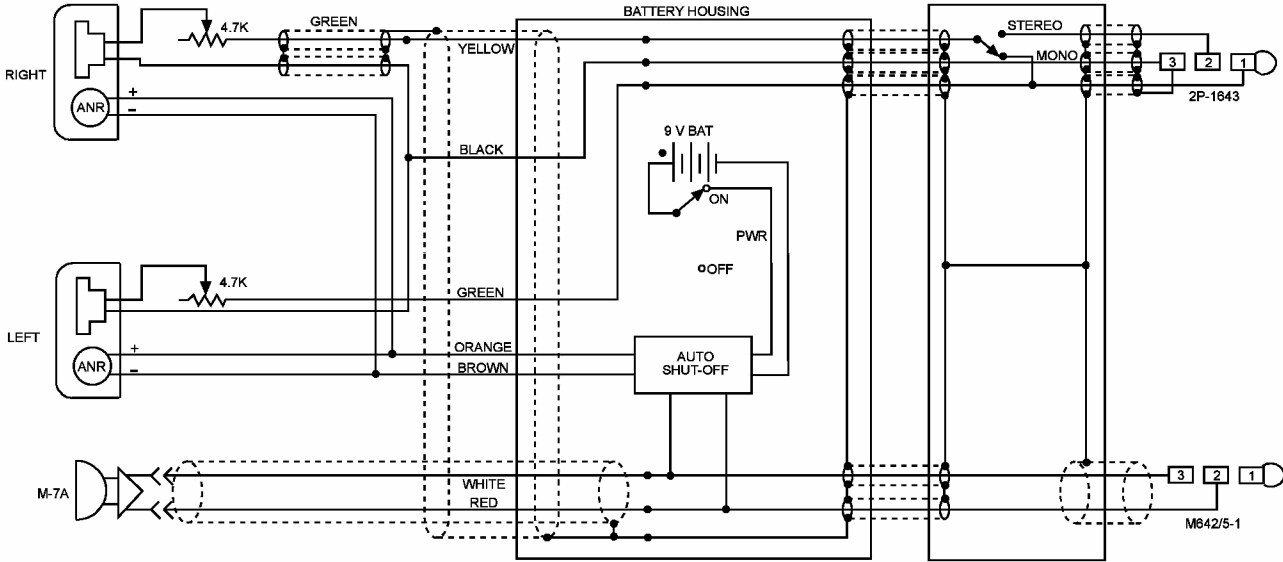 BATTERY HOUSING
4.7K
GREEN
STEREO
YELLOW
RIGHT
MONO
3 2 1
+
ANR
−
2P-1643
9 V BAT
BLACK
ON
PWR
OFF
4.7K
GREEN
LEFT
+
ORANGE
AUTO
SHUT-OFF
ANR
−
BROWN
3 2 1
WHITE
M-7A
RED
M642/5-1